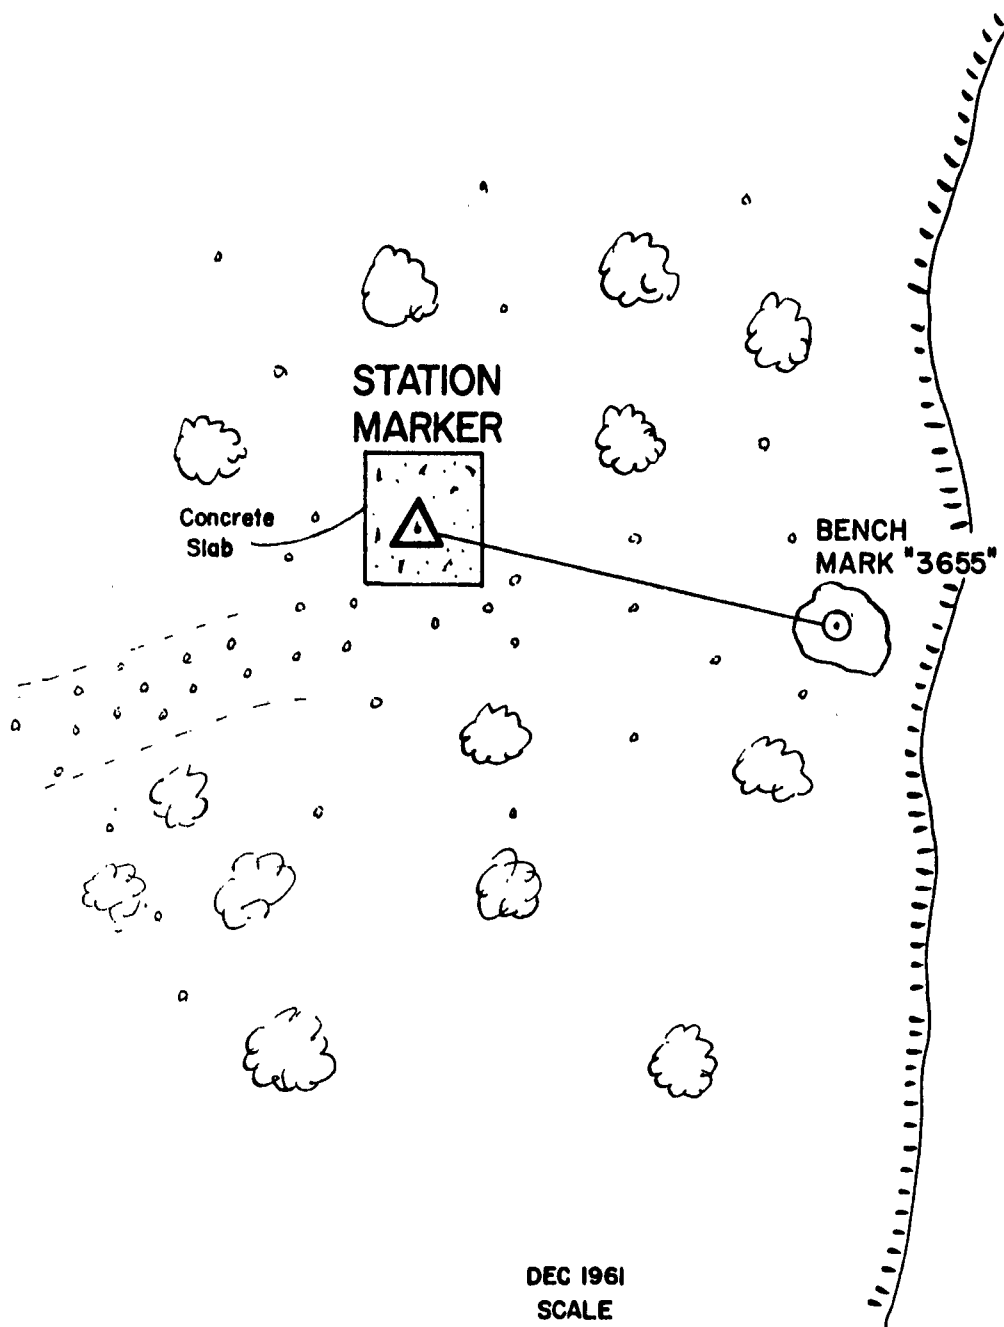 STATION
MARKER
Concrete
Slab
BENCH
MARK "3655"
DEC 1961
SCALE